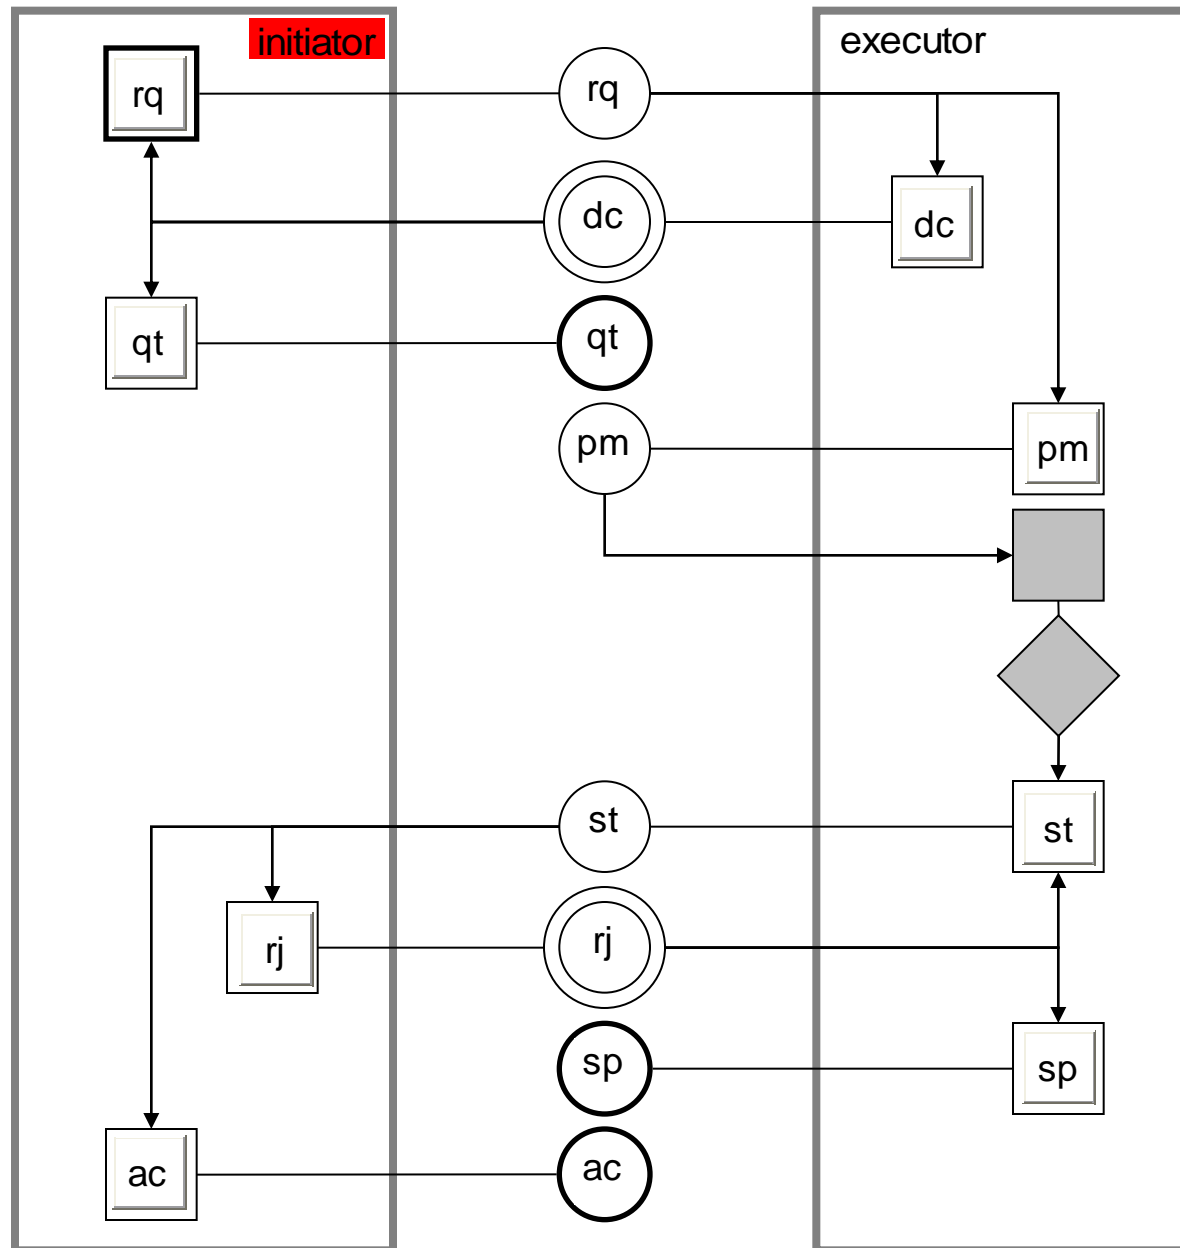 initiator
executor
rq
rq
dc
dc
qt
qt
pm
pm
st
st
rj
rj
sp
sp
ac
ac